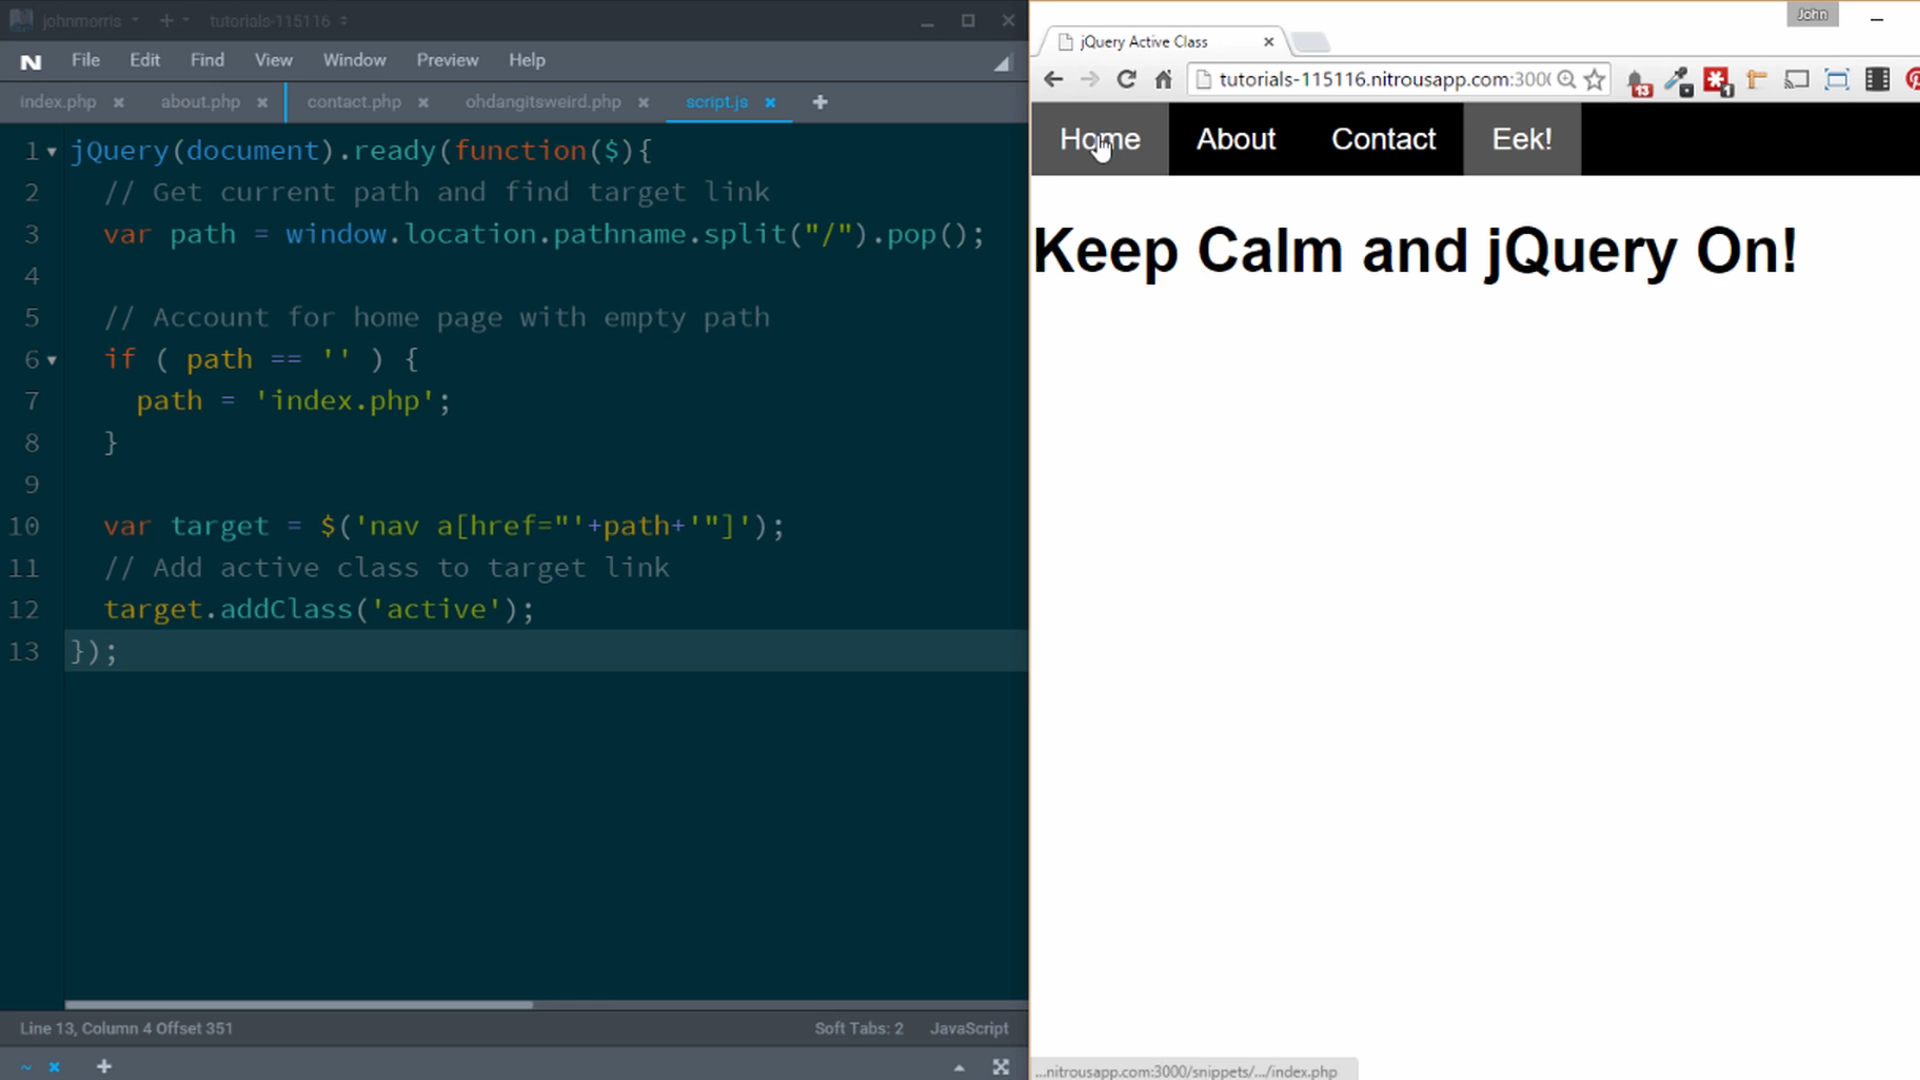 johnmorris
tutorials-115116
File Edit Find View Window Preview Help
index.php about.php contact.php ohdangitsweird.php script.js
1 jQuery(document).ready(function($){
2 // Get current path and find target link
3 var path = window.location.pathname.split("/").pop();
4
5 // Account for home page with empty path
6 if ( path == '' ) {
7 path = 'index.php';
8 }
9
10 var target = $('nav a[href="'+path+'"]');
11 // Add active class to target link
12 target.addClass('active');
13 });
Line 13, Column 4 Offset 351 Soft Tabs: 2 JavaScript
~
John
jQuery Active Class
tutorials-115116.nitrousapp.com:300
13
1
Home About Contact Eek!
Keep Calm and jQuery On!
...nitrousapp.com:3000/snippets/.../index.php